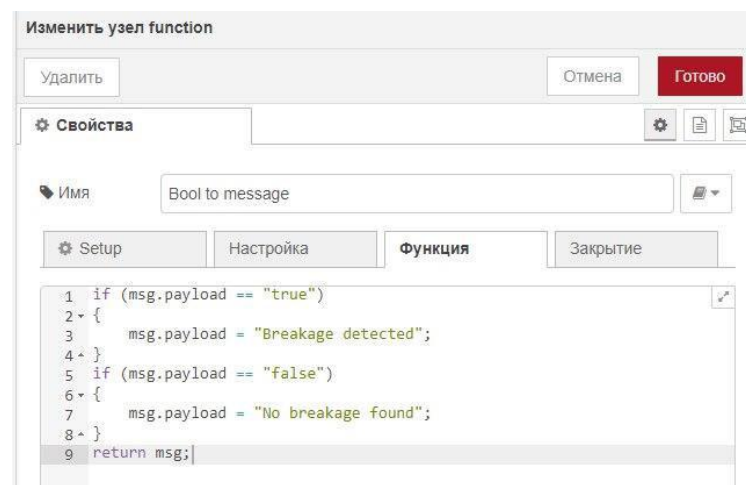 Изменить узел function
Удалить
Отмена
Готово
Свойства
Имя
Bool to message
Setup
Настройка
Функция
Закрытие
1 if (msg.payload == "true")
2 {
3 msg.payload = "Breakage detected";
4 }
5 if (msg.payload == "false")
6 {
7 msg.payload = "No breakage found";
8 }
9 return msg;